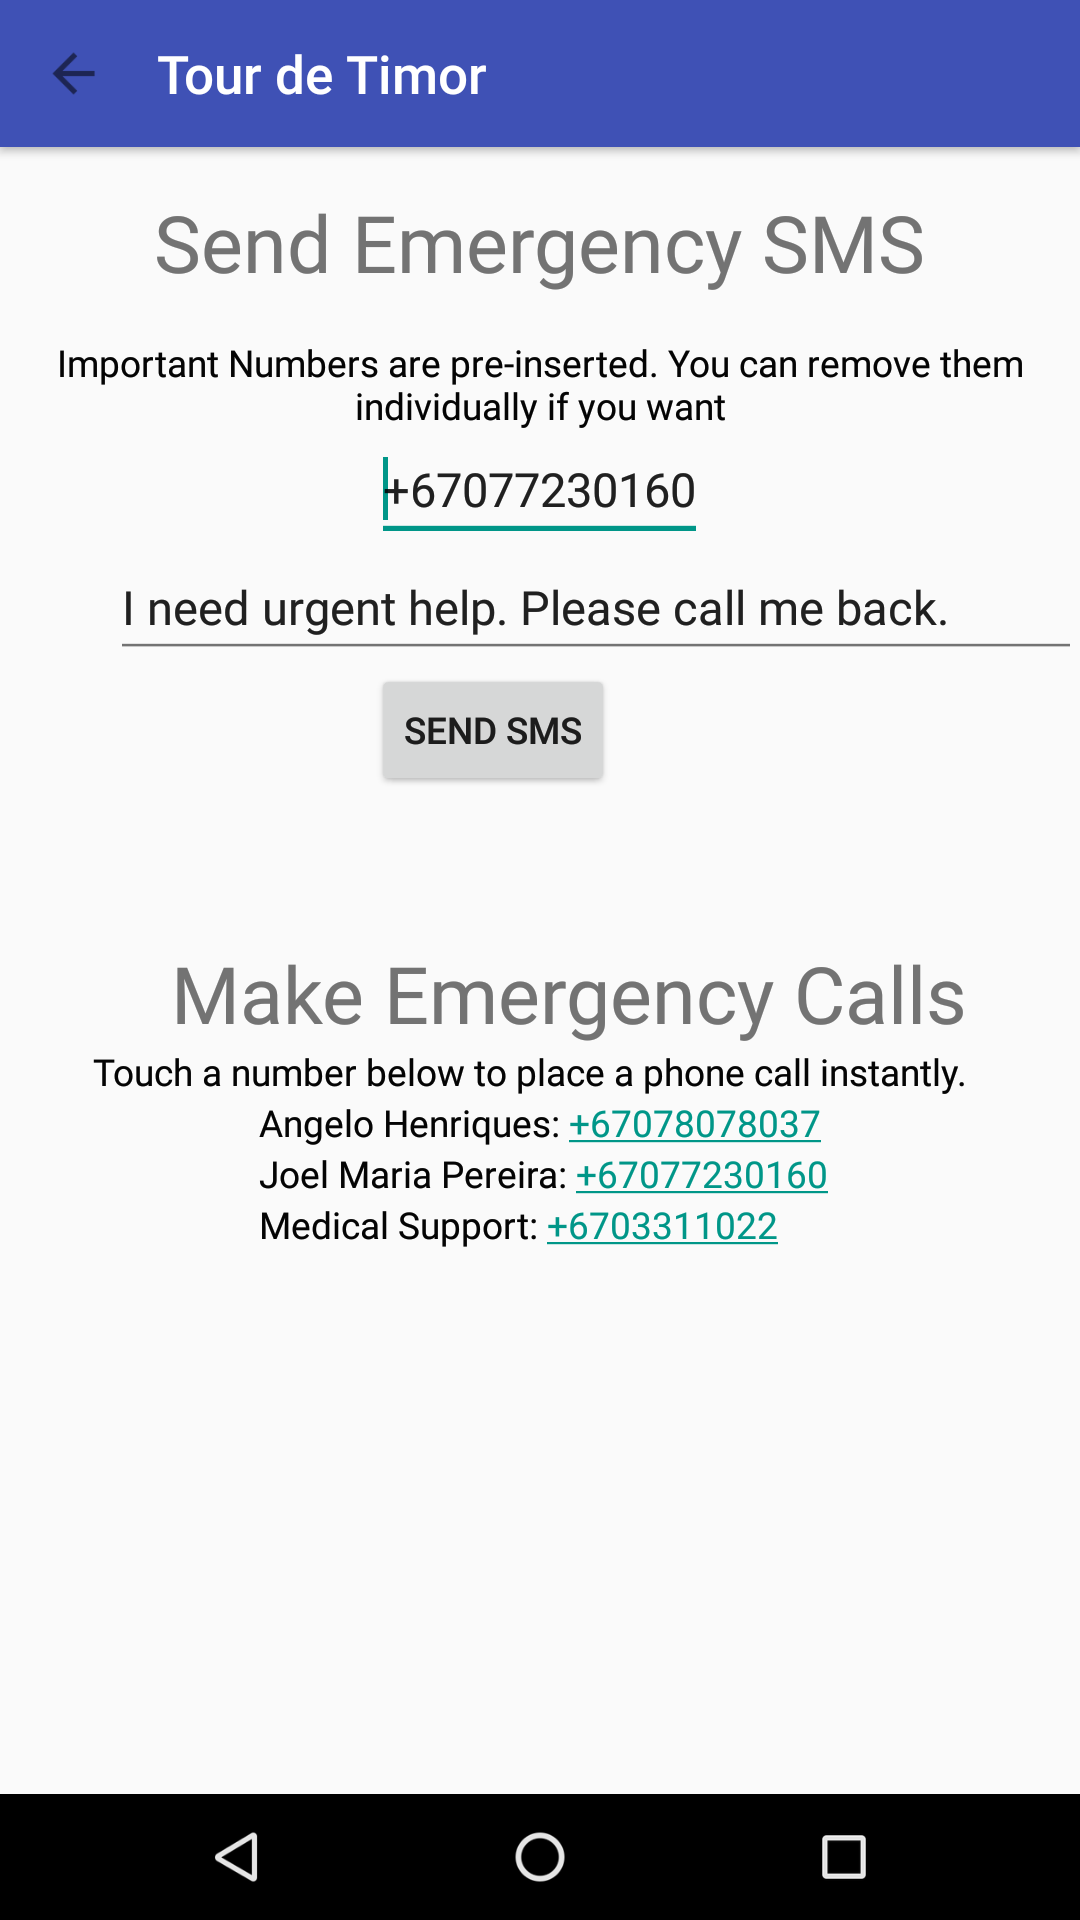 Tour de Timor
Send Emergency SMS
Important Numbers are pre-inserted. You can remove them
individually if you want
+67077230160
I need urgent help. Please call me back.
SEND SMS
Make Emergency Calls
Touch a number below to place a phone call instantly.
Angelo Henriques: +67078078037
Joel Maria Pereira: +67077230160
Medical Support: +6703311022